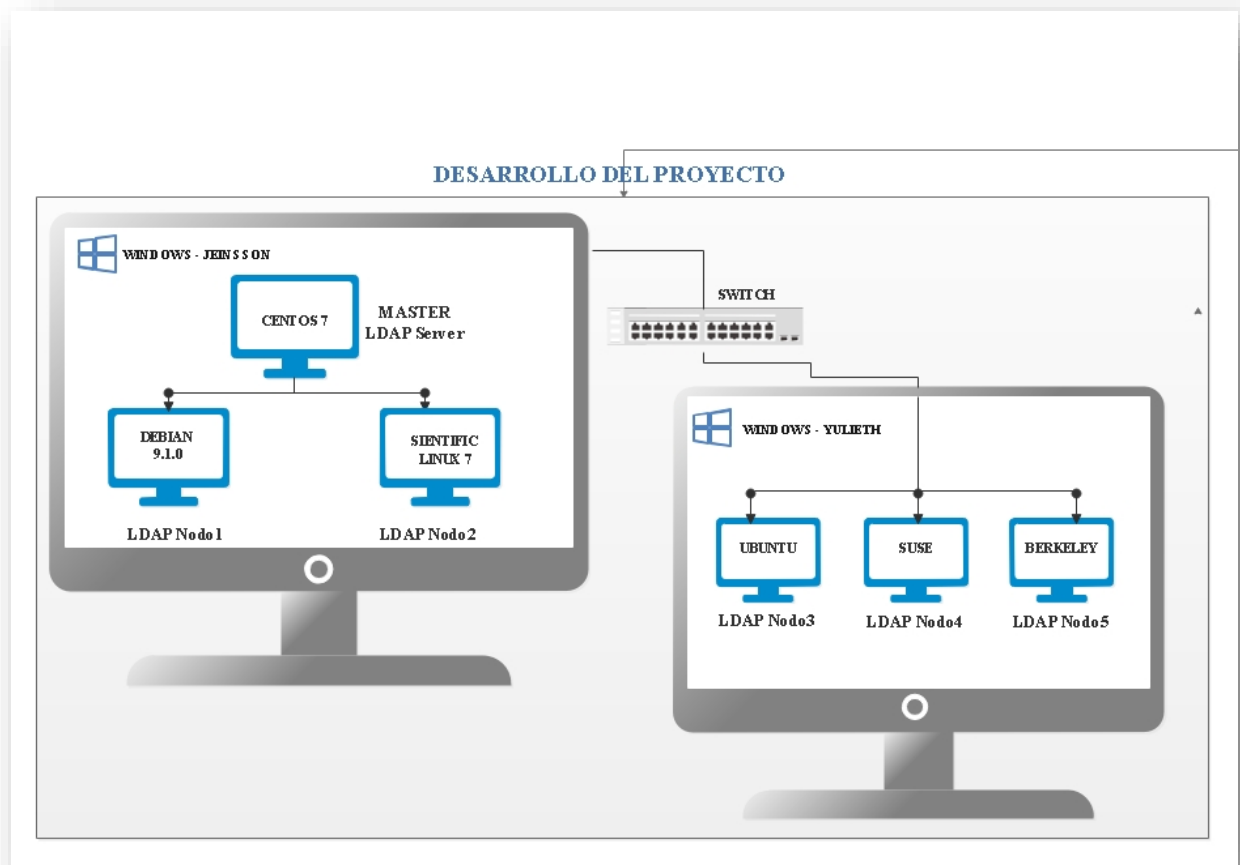 DESARROLLO DEL PROYECTO
WINDOWS - JEINSSON
CENTOS 7
MASTER
LDAP Server
DEBIAN
9.1.0
SIENTIFIC
LINUX 7
LDAP Nodo1
LDAP Nodo2
SWITCH
WINDOWS - YULIETH
UBUNTU
SUSE
BERKELEY
LDAP Nodo3
LDAP Nodo4
LDAP Nodo5